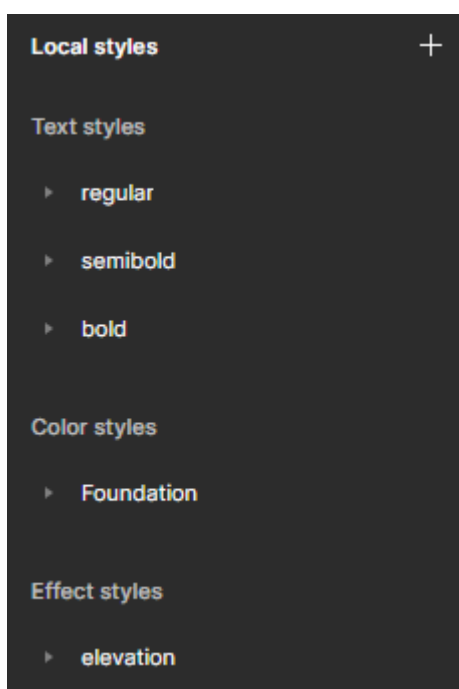 Local styles
Text styles
regular
semibold
bold
Color styles
Foundation
Effect styles
elevation